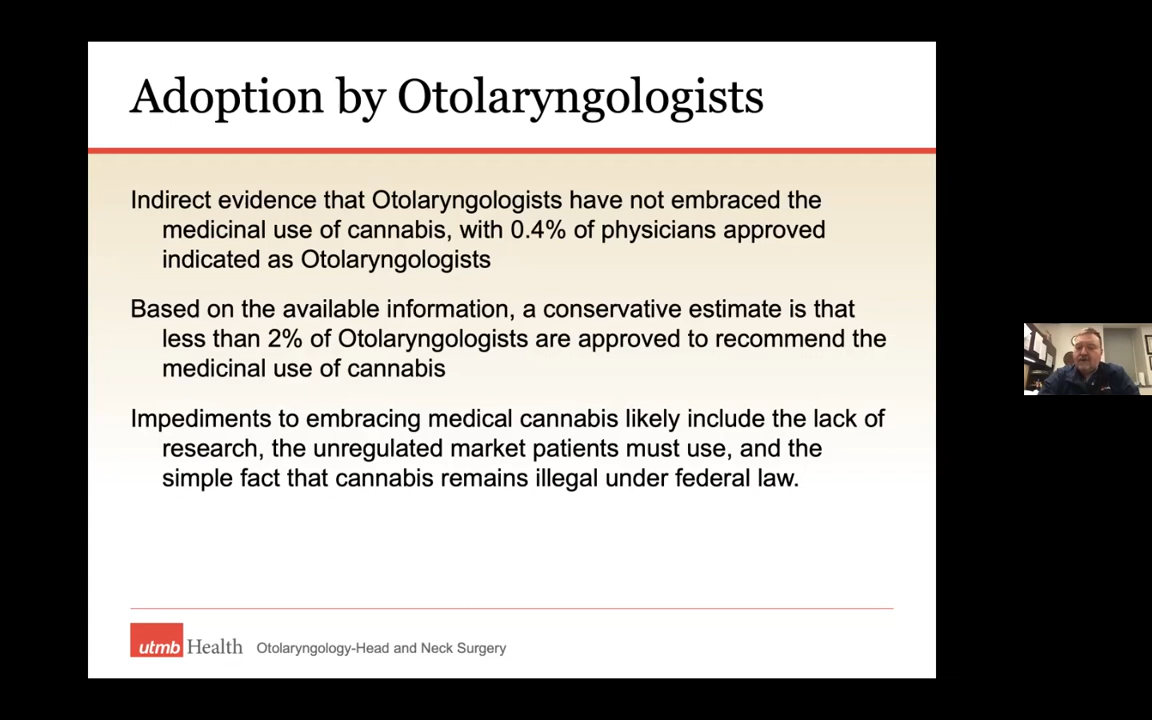 Adoption by Otolaryngologists
Indirect evidence that Otolaryngologists have not embraced the
medicinal use of cannabis, with 0.4% of physicians approved
indicated as Otolaryngologists
Based on the available information, a conservative estimate is that
less than 2% of Otolaryngologists are approved to recommend the
medicinal use of cannabis
Impediments to embracing medical cannabis likely include the lack of
research, the unregulated market patients must use, and the
simple fact that cannabis remains illegal under federal law.
utmb Health Otolaryngology-Head and Neck Surgery